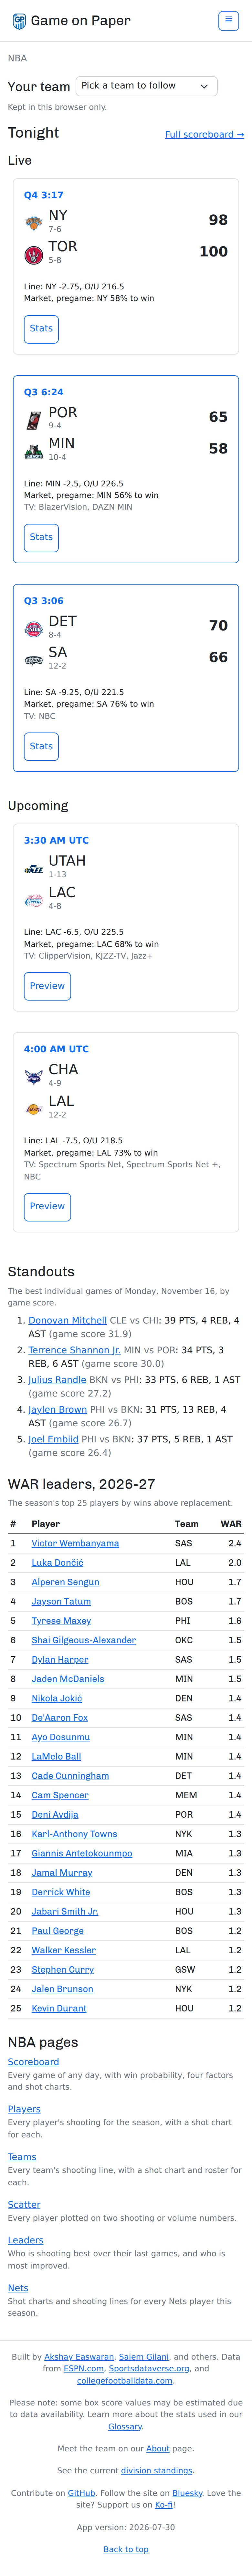 Game on Paper
NBA
Your team Pick a team to follow
Kept in this browser only.
Tonight Full scoreboard →
Live
Q4 3:17
NY 98
7-6
TOR 100
5-8
Line: NY -2.75, O/U 216.5
Market, pregame: NY 58% to win
Stats
Q3 6:24
POR 65
9-4
MIN 58
10-4
Line: MIN -2.5, O/U 226.5
Market, pregame: MIN 56% to win
TV: BlazerVision, DAZN MIN
Stats
Q3 3:06
DET 70
8-4
SA 66
12-2
Line: SA -9.25, O/U 221.5
Market, pregame: SA 76% to win
TV: NBC
Stats
Upcoming
3:30 AM UTC
UTAH
1-13
LAC
4-8
Line: LAC -6.5, O/U 225.5
Market, pregame: LAC 68% to win
TV: ClipperVision, KJZZ-TV, Jazz+
Preview
4:00 AM UTC
CHA
4-9
LAL
12-2
Line: LAL -7.5, O/U 218.5
Market, pregame: LAL 73% to win
TV: Spectrum Sports Net, Spectrum Sports Net +,
NBC
Preview
Standouts
The best individual games of Monday, November 16, by
game score.
1. Donovan Mitchell CLE vs CHI: 39 PTS, 4 REB, 4
AST (game score 31.9)
2. Terrence Shannon Jr. MIN vs POR: 34 PTS, 3
REB, 6 AST (game score 30.0)
3. Julius Randle BKN vs PHI: 33 PTS, 6 REB, 1 AST
(game score 27.2)
4. Jaylen Brown PHI vs BKN: 31 PTS, 13 REB, 4
AST (game score 26.7)
5. Joel Embiid PHI vs BKN: 37 PTS, 5 REB, 1 AST
(game score 26.4)
WAR leaders, 2026-27
The season's top 25 players by wins above replacement.
# Player Team WAR
1 Victor Wembanyama SAS 2.4
2 Luka Dončić LAL 2.0
3 Alperen Sengun HOU 1.7
4 Jayson Tatum BOS 1.7
5 Tyrese Maxey PHI 1.6
6 Shai Gilgeous-Alexander OKC 1.5
7 Dylan Harper SAS 1.5
8 Jaden McDaniels MIN 1.5
9 Nikola Jokić DEN 1.4
10 De'Aaron Fox SAS 1.4
11 Ayo Dosunmu MIN 1.4
12 LaMelo Ball MIN 1.4
13 Cade Cunningham DET 1.4
14 Cam Spencer MEM 1.4
15 Deni Avdija POR 1.4
16 Karl-Anthony Towns NYK 1.3
17 Giannis Antetokounmpo MIA 1.3
18 Jamal Murray DEN 1.3
19 Derrick White BOS 1.3
20 Jabari Smith Jr. HOU 1.3
21 Paul George BOS 1.2
22 Walker Kessler LAL 1.2
23 Stephen Curry GSW 1.2
24 Jalen Brunson NYK 1.2
25 Kevin Durant HOU 1.2
NBA pages
Scoreboard
Every game of any day, with win probability, four factors
and shot charts.
Players
Every player's shooting for the season, with a shot chart
for each.
Teams
Every team's shooting line, with a shot chart and roster for
each.
Scatter
Every player plotted on two shooting or volume numbers.
Leaders
Who is shooting best over their last games, and who is
most improved.
Nets
Shot charts and shooting lines for every Nets player this
season.
Built by Akshay Easwaran, Saiem Gilani, and others. Data
from ESPN.com, Sportsdataverse.org, and
collegefootballdata.com.
Please note: some box score values may be estimated due
to data availability. Learn more about the stats used in our
Glossary.
Meet the team on our About page.
See the current division standings.
Contribute on GitHub. Follow the site on Bluesky. Love the
site? Support us on Ko-fi!
App version: 2026-07-30
Back to top